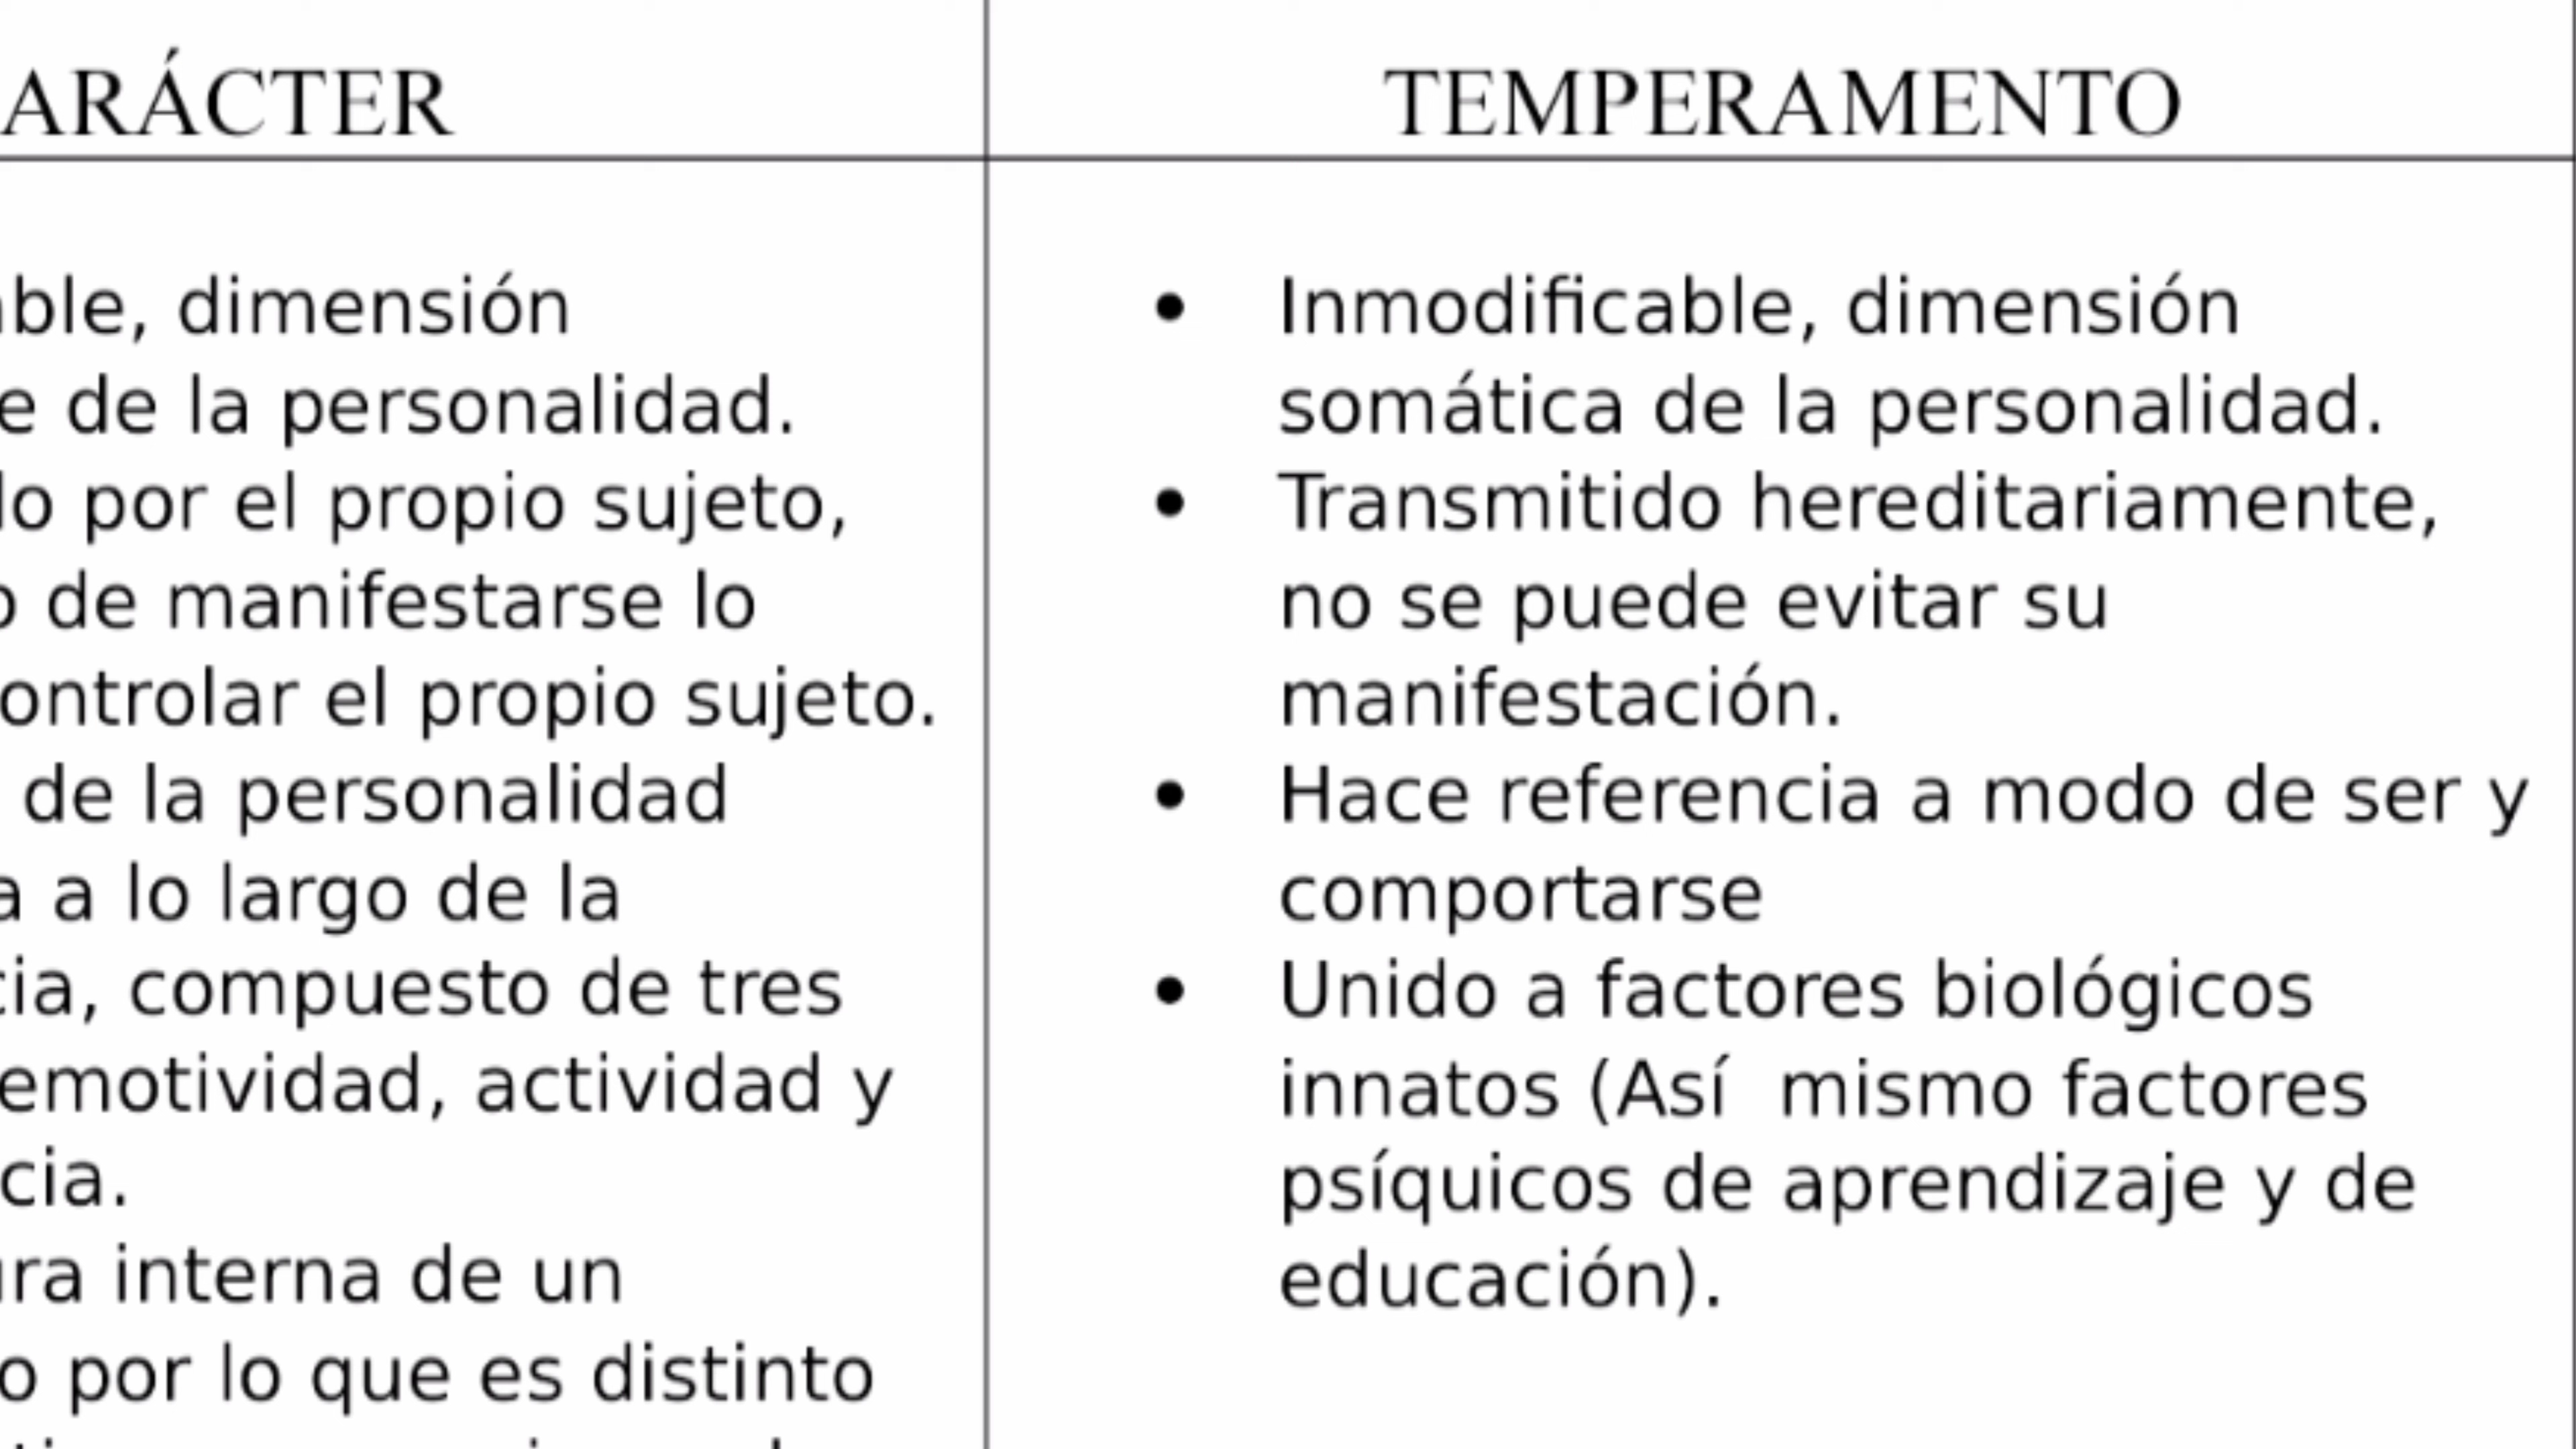 ARÁCTER
able, dimensión
e de la personalidad.
lo por el propio sujeto,
o de manifestarse lo
ontrolar el propio sujeto.
de la personalidad
a a lo largo de la
cia, compuesto de tres
emotividad, actividad y
cia.
ura interna de un
o por lo que es distinto
TEMPERAMENTO
• Inmodificable, dimensión
somática de la personalidad.
• Transmitido hereditariamente,
no se puede evitar su
manifestación.
• Hace referencia a modo de ser y
comportarse
• Unido a factores biológicos
innatos (Así  mismo factores
psíquicos de aprendizaje y de
educación).